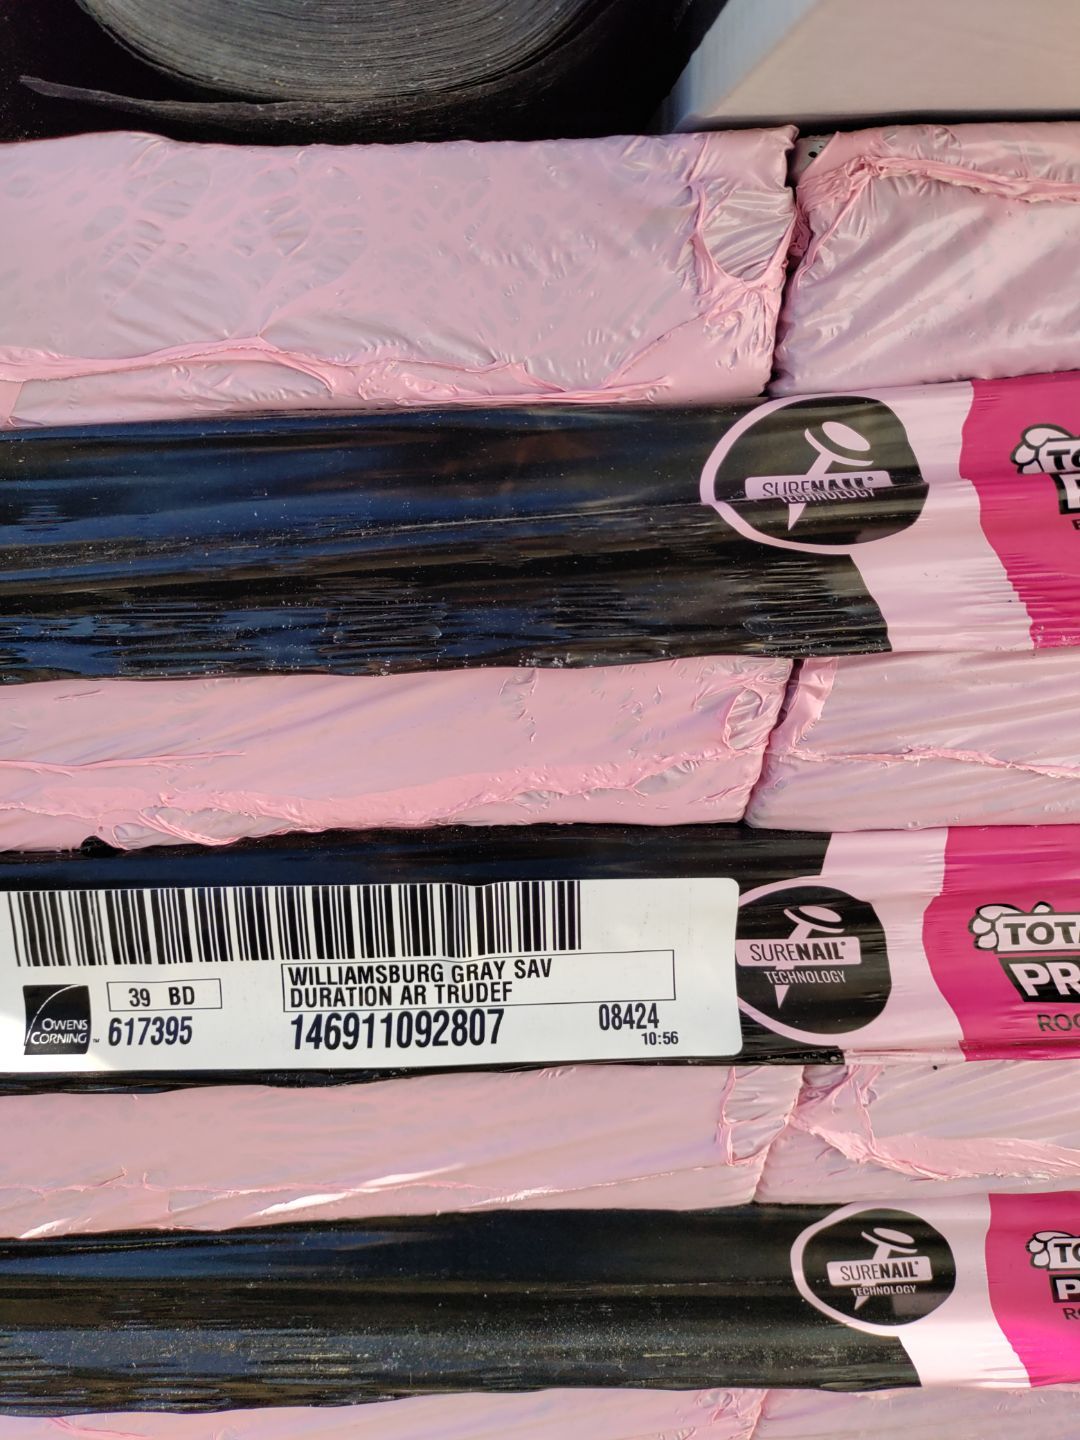 SURENAIL®
TECHNOLOGY
SURENAIL®
TECHNOLOGY
WILLIAMSBURG GRAY SAV
DURATION AR TRUDEF
39 BD
OWENS
CORNING™
617395
146911092807
08424
10:56
SURENAIL®
TECHNOLOGY